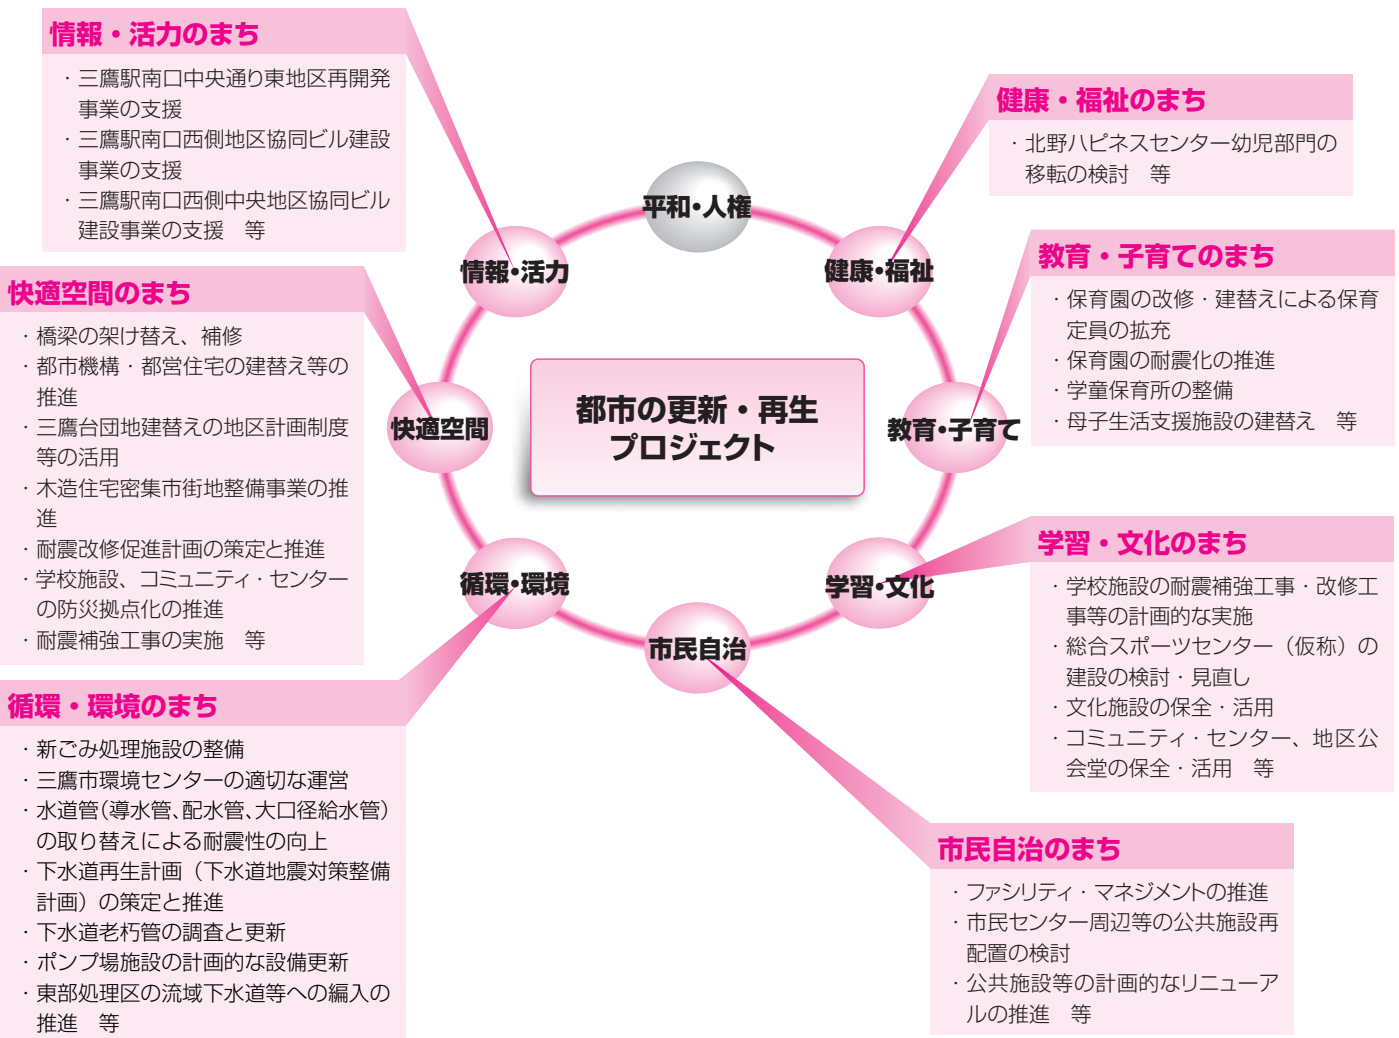 情報・活力のまち
・三鷹駅南口中央通り東地区再開発
事業の支援
・三鷹駅南口西側地区協同ビル建設
事業の支援
・三鷹駅南口西側中央地区協同ビル
建設事業の支援　等
快適空間のまち
・橋梁の架け替え、補修
・都市機構・都営住宅の建替え等の
推進
・三鷹台団地建替えの地区計画制度
等の活用
・木造住宅密集市街地整備事業の推
進
・耐震改修促進計画の策定と推進
・学校施設、コミュニティ・センター
の防災拠点化の推進
・耐震補強工事の実施　等
循環・環境のまち
・新ごみ処理施設の整備
・三鷹市環境センターの適切な運営
・水道管（導水管、配水管、大口径給水管）
の取り替えによる耐震性の向上
・下水道再生計画（下水道地震対策整備
計画）の策定と推進
・下水道老朽管の調査と更新
・ポンプ場施設の計画的な設備更新
・東部処理区の流域下水道等への編入の
推進　等
平和・人権
情報・活力
健康・福祉
快適空間
都市の更新・再生
プロジェクト
教育・子育て
循環・環境
学習・文化
市民自治
健康・福祉のまち
・北野ハピネスセンター幼児部門の
移転の検討　等
教育・子育てのまち
・保育園の改修・建替えによる保育
定員の拡充
・保育園の耐震化の推進
・学童保育所の整備
・母子生活支援施設の建替え　等
学習・文化のまち
・学校施設の耐震補強工事・改修工
事等の計画的な実施
・総合スポーツセンター（仮称）の
建設の検討・見直し
・文化施設の保全・活用
・コミュニティ・センター、地区公
会堂の保全・活用　等
市民自治のまち
・ファシリティ・マネジメントの推進
・市民センター周辺等の公共施設再
配置の検討
・公共施設等の計画的なリニューア
ルの推進　等